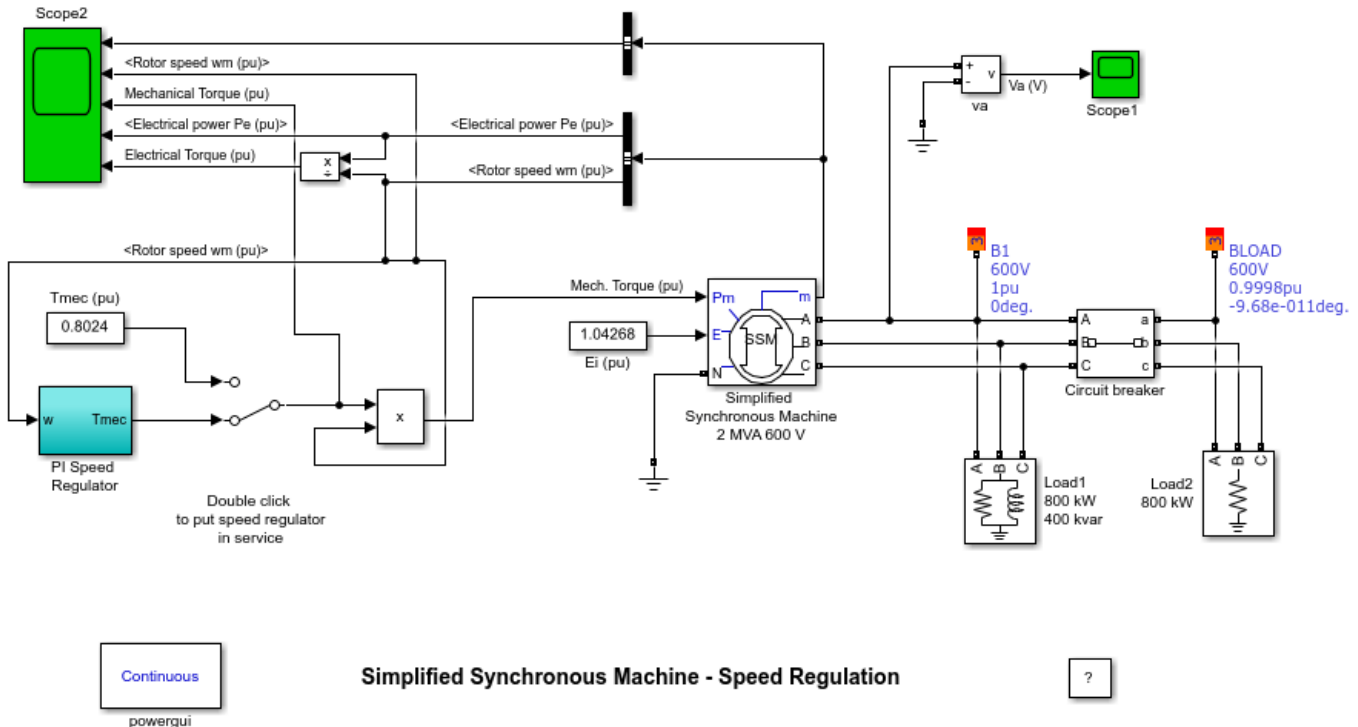 Scope2
<Rotor speed wm (pu)>
Mechanical Torque (pu)
<Electrical power Pe (pu)>
Electrical Torque (pu)
x
÷
<Electrical power Pe (pu)>
<Rotor speed wm (pu)>
+
-
v
va
Va (V)
Scope1
<Rotor speed wm (pu)>
Tmec (pu)
0.8024
w
Tmec
PI Speed
Regulator
Double click
to put speed regulator
in service
x
Mech. Torque (pu)
1.04268
Ei (pu)
Pm
E
N
m
A
B
C
SSM
Simplified
Synchronous Machine
2 MVA 600 V
3
B1
600V
1pu
0deg.
3
BLOAD
600V
0.9998pu
-9.68e-011deg.
A
B
C
a
b
c
Circuit breaker
A
B
C
Load1
800 kW
400 kvar
A
B
C
Load2
800 kW
Continuous
powergui
Simplified Synchronous Machine - Speed Regulation
?